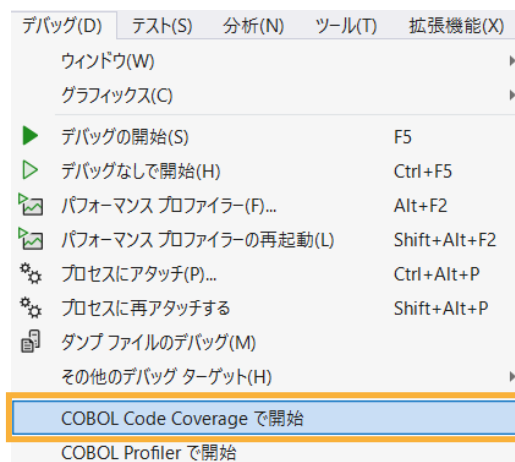 デバッグ(D) テスト(S) 分析(N) ツール(T) 拡張機能(X)
ウィンドウ(W)
グラフィックス(C)
デバッグの開始(S) F5
デバッグなしで開始(H) Ctrl+F5
パフォーマンス プロファイラー(F)... Alt+F2
パフォーマンス プロファイラーの再起動(L) Shift+Alt+F2
プロセスにアタッチ(P)... Ctrl+Alt+P
プロセスに再アタッチする Shift+Alt+P
ダンプ ファイルのデバッグ(M)
その他のデバッグ ターゲット(H)
COBOL Code Coverage で開始
COBOL Profiler で開始